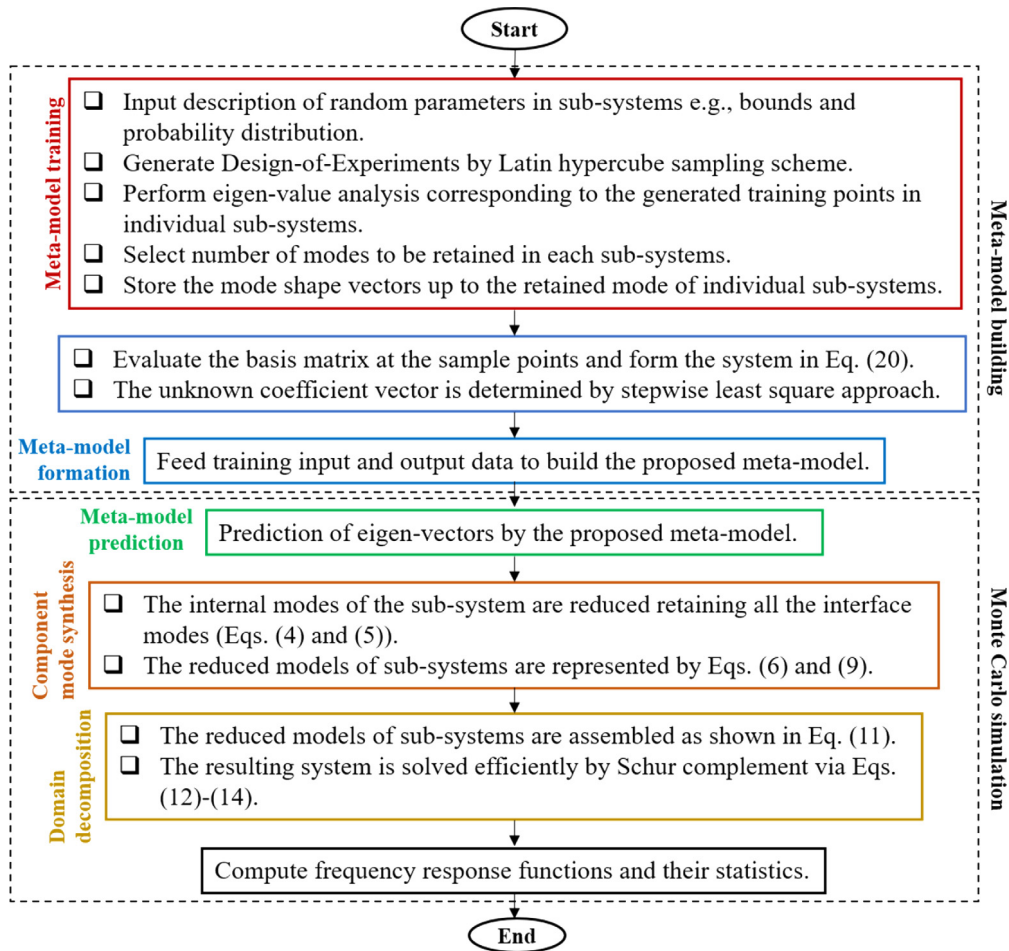 Start
Meta-model training
❑ Input description of random parameters in sub-systems e.g., bounds and
probability distribution.
❑ Generate Design-of-Experiments by Latin hypercube sampling scheme.
❑ Perform eigen-value analysis corresponding to the generated training points in
individual sub-systems.
❑ Select number of modes to be retained in each sub-systems.
❑ Store the mode shape vectors up to the retained mode of individual sub-systems.
Meta-model building
❑ Evaluate the basis matrix at the sample points and form the system in Eq. (20).
❑ The unknown coefficient vector is determined by stepwise least square approach.
Meta-model
formation
Feed training input and output data to build the proposed meta-model.
Meta-model
prediction
Prediction of eigen-vectors by the proposed meta-model.
Component
mode synthesis
❑ The internal modes of the sub-system are reduced retaining all the interface
modes (Eqs. (4) and (5)).
❑ The reduced models of sub-systems are represented by Eqs. (6) and (9).
Monte Carlo simulation
Domain
decomposition
❑ The reduced models of sub-systems are assembled as shown in Eq. (11).
❑ The resulting system is solved efficiently by Schur complement via Eqs.
(12)-(14).
Compute frequency response functions and their statistics.
End